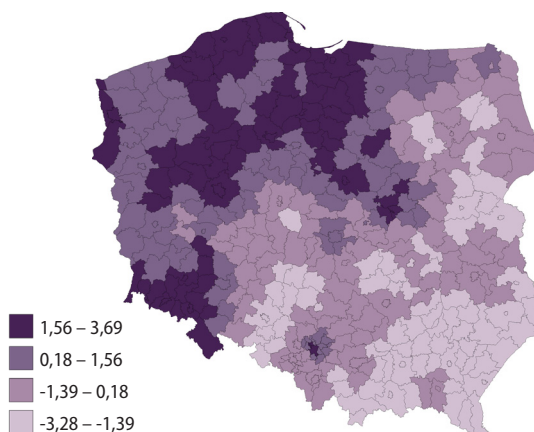 1,56 – 3,69
0,18 – 1,56
-1,39 – 0,18
-3,28 – -1,39